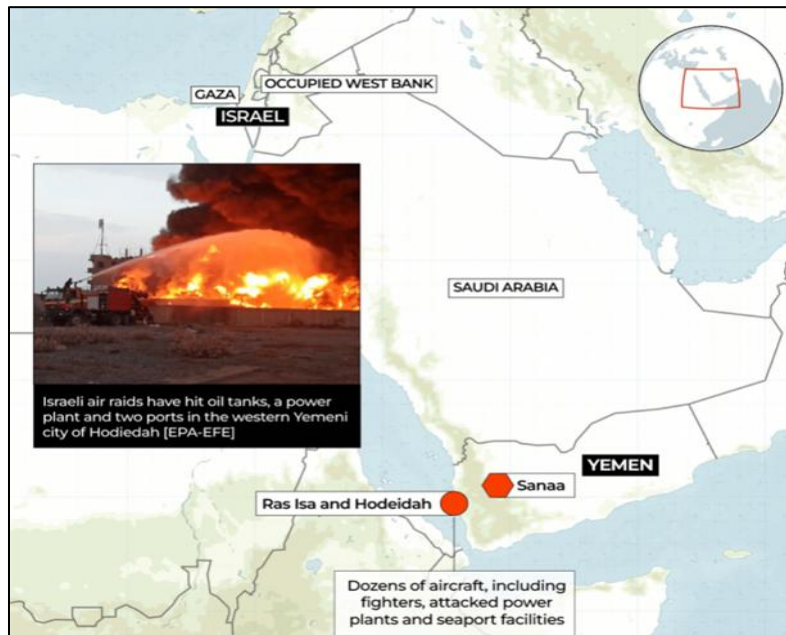 GAZA
OCCUPIED WEST BANK
ISRAEL
SAUDI ARABIA
Israeli air raids have hit oil tanks, a power
plant and two ports in the western Yemeni
city of Hodiedah [EPA-EFE]
YEMEN
Sanaa
Ras Isa and Hodeidah
Dozens of aircraft, including
fighters, attacked power
plants and seaport facilities